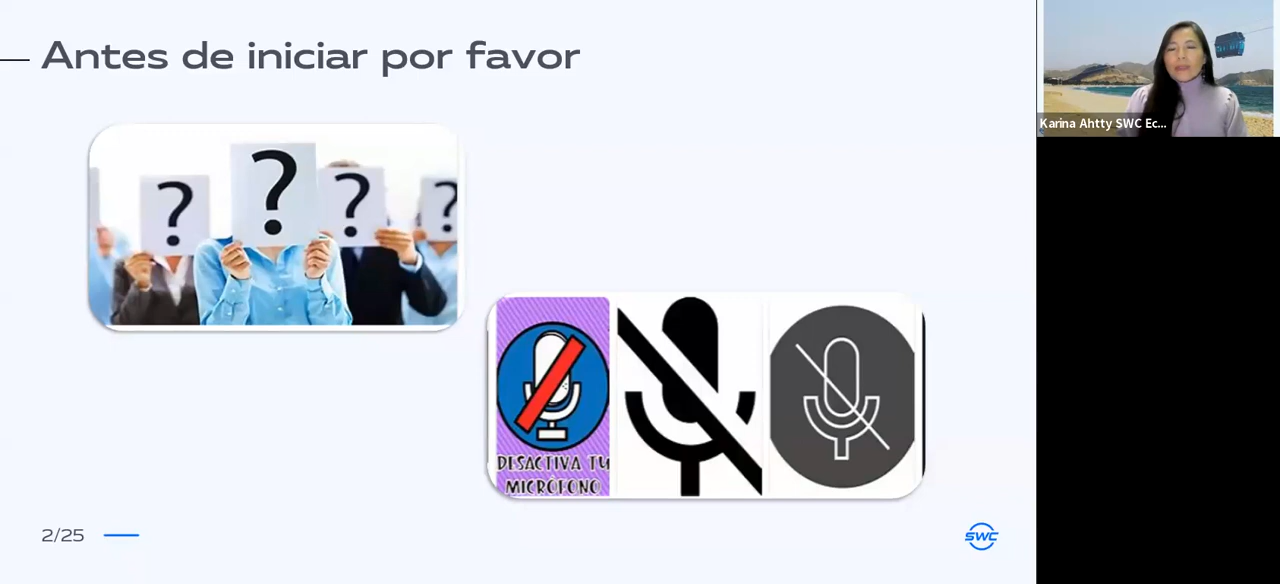 Antes de iniciar por favor
? ? ? ?
DESACTIVA TU
MICRÓFONO
2/25
SWC
Karina Ahtty SWC Ec...